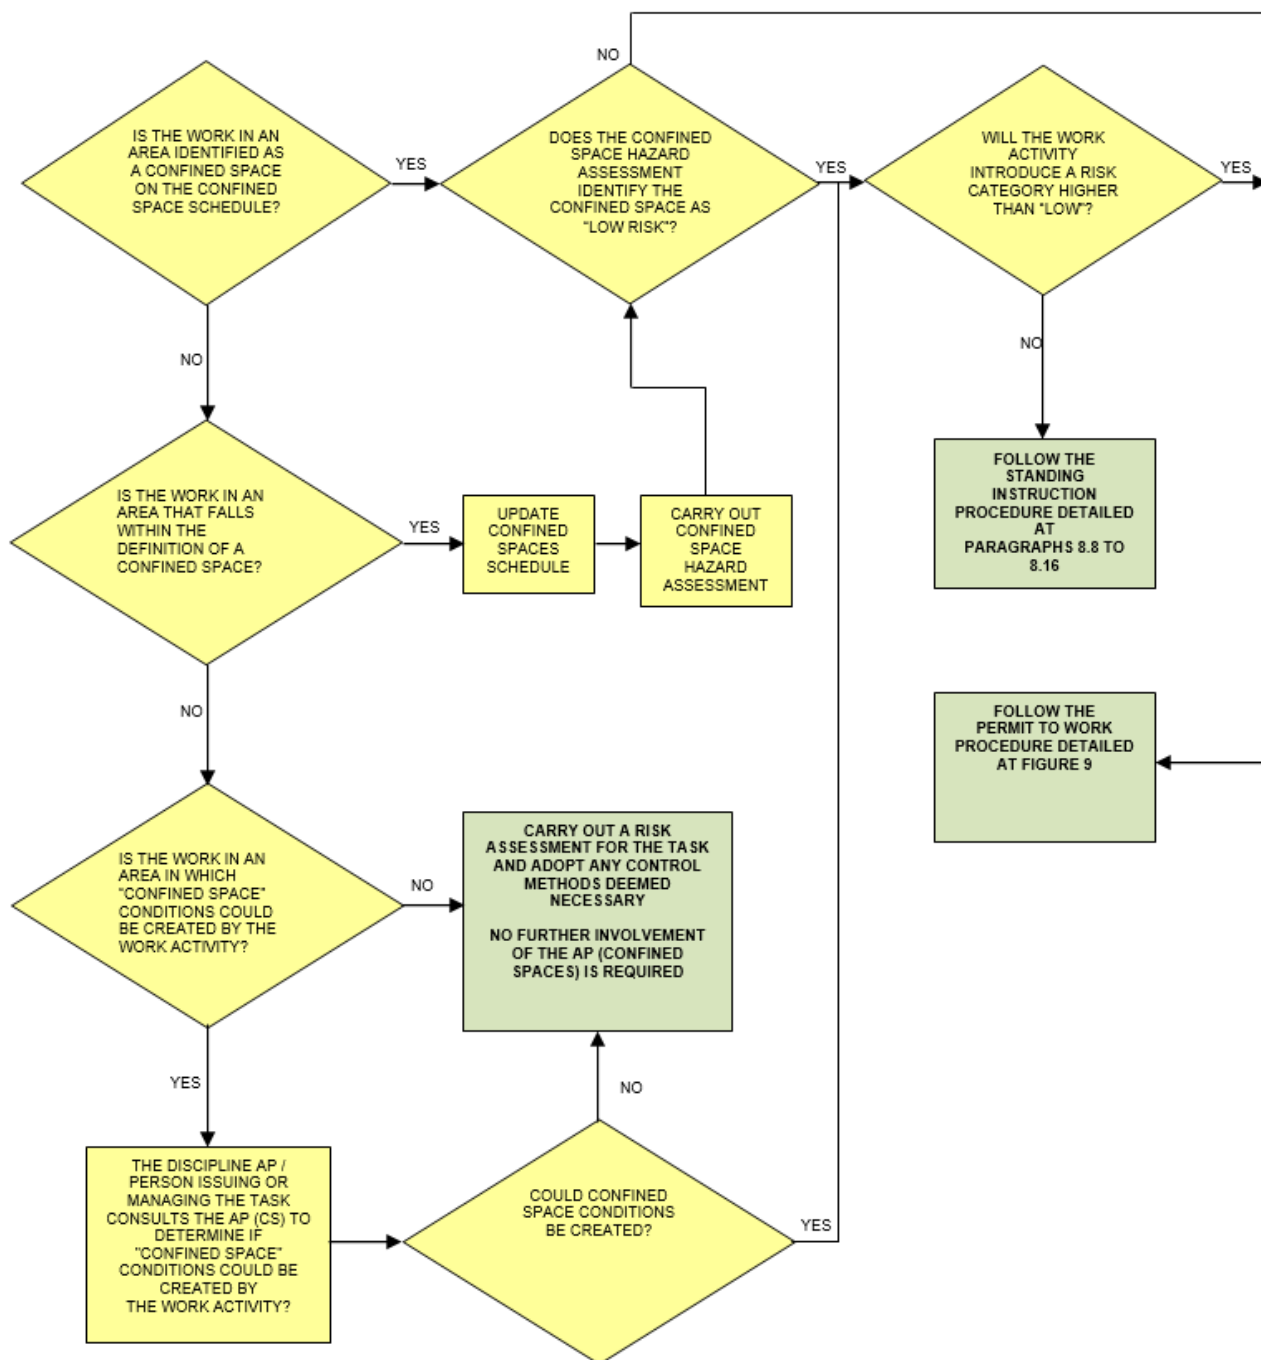 NO
IS THE WORK IN AN
AREA IDENTIFIED AS
A CONFINED SPACE
ON THE CONFINED
SPACE SCHEDULE?
YES
DOES THE CONFINED
SPACE HAZARD
ASSESSMENT
IDENTIFY THE
CONFINED SPACE AS
"LOW RISK"?
YES
WILL THE WORK
ACTIVITY
INTRODUCE A RISK
CATEGORY HIGHER
THAN "LOW"?
YES
NO
NO
IS THE WORK IN AN
AREA THAT FALLS
WITHIN THE
DEFINITION OF A
CONFINED SPACE?
YES
UPDATE
CONFINED
SPACES
SCHEDULE
CARRY OUT
CONFINED
SPACE
HAZARD
ASSESSMENT
FOLLOW THE
STANDING
INSTRUCTION
PROCEDURE DETAILED
AT
PARAGRAPHS 8.8 TO
8.16
NO
FOLLOW THE
PERMIT TO WORK
PROCEDURE DETAILED
AT FIGURE 9
IS THE WORK IN AN
AREA IN WHICH
"CONFINED SPACE"
CONDITIONS COULD
BE CREATED BY THE
WORK ACTIVITY?
NO
CARRY OUT A RISK
ASSESSMENT FOR THE TASK
AND ADOPT ANY CONTROL
METHODS DEEMED
NECESSARY
NO FURTHER INVOLVEMENT
OF THE AP (CONFINED
SPACES) IS REQUIRED
YES
NO
THE DISCIPLINE AP /
PERSON ISSUING OR
MANAGING THE TASK
CONSULTS THE AP (CS) TO
DETERMINE IF
"CONFINED SPACE"
CONDITIONS COULD BE
CREATED BY
THE WORK ACTIVITY?
COULD CONFINED
SPACE CONDITIONS
BE CREATED?
YES